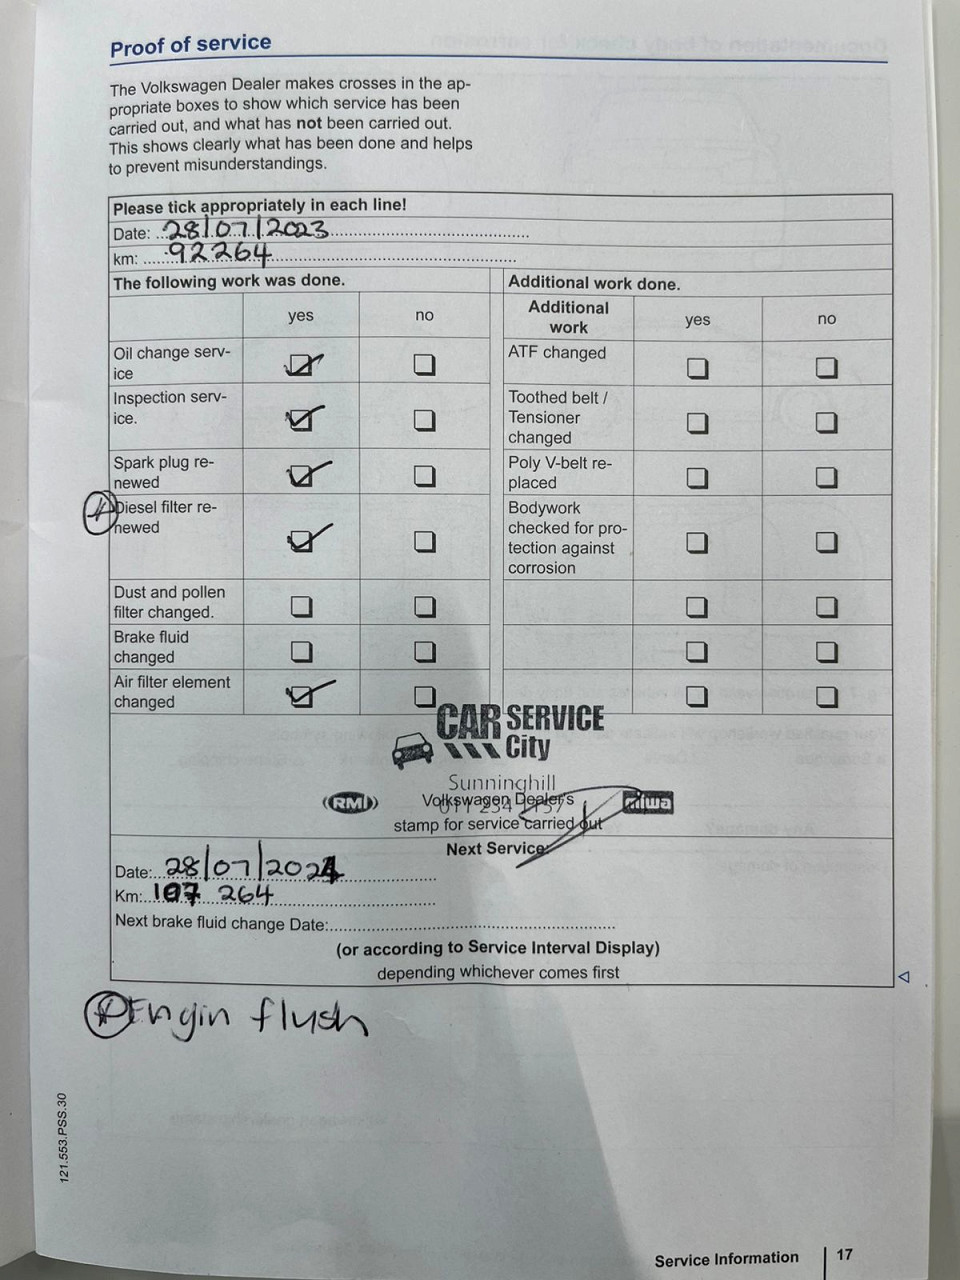 Proof of service
The Volkswagen Dealer makes crosses in the ap-
propriate boxes to show which service has been
carried out, and what has not been carried out.
This shows clearly what has been done and helps
to prevent misunderstandings.
Please tick appropriately in each line!
Date: 28/07/2023
km: 92264
The following work was done.
yes no
Oil change serv-
ice
Inspection serv-
ice.
Spark plug re-
newed
Diesel filter re-
newed
Dust and pollen
filter changed.
Brake fluid
changed
Air filter element
changed
Additional work done.
Additional
work
yes no
ATF changed
Toothed belt /
Tensioner
changed
Poly V-belt re-
placed
Bodywork
checked for pro-
tection against
corrosion
CAR SERVICE
City
Sunninghill
RMI
Volkswagen Dealer's
stamp for service carried out
Next Service:
Date: 28/07/2024
Km: 107 264
Next brake fluid change Date:
(or according to Service Interval Display)
depending whichever comes first
Engin flush
121.553.PSS.30
Service Information 17